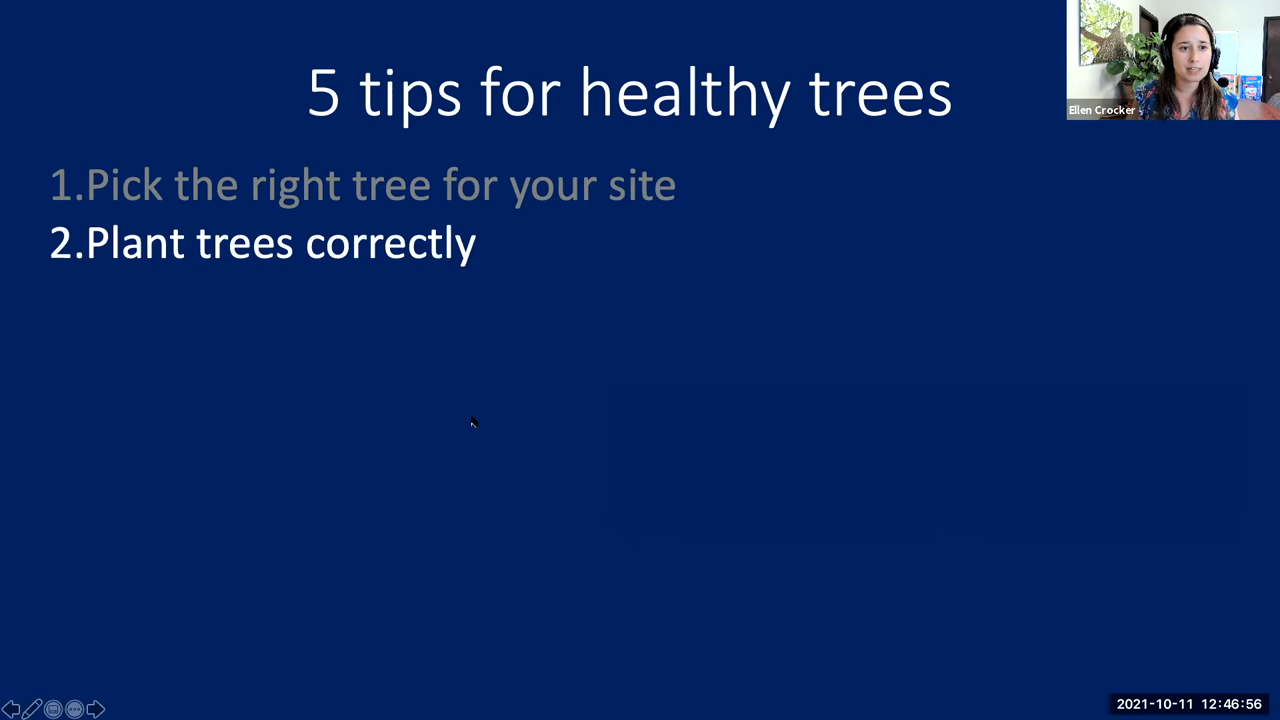 5 tips for healthy trees
Ellen Crocker
1.Pick the right tree for your site
2.Plant trees correctly
2021-10-11 12:46:56